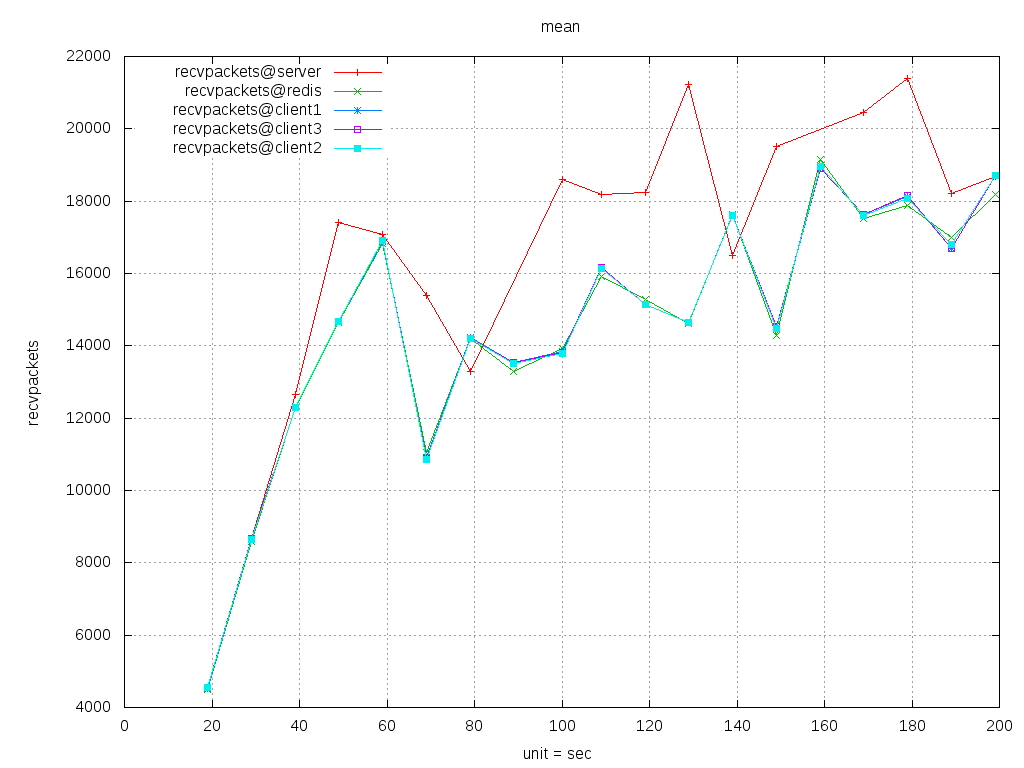 mean
22000
20000
18000
16000
14000
12000
10000
8000
6000
4000
recvpackets@server
recvpackets@redis
recvpackets@client1
recvpackets@client3
recvpackets@client2
recvpackets
0 20 40 60 80 100 120 140 160 180 200
unit = sec